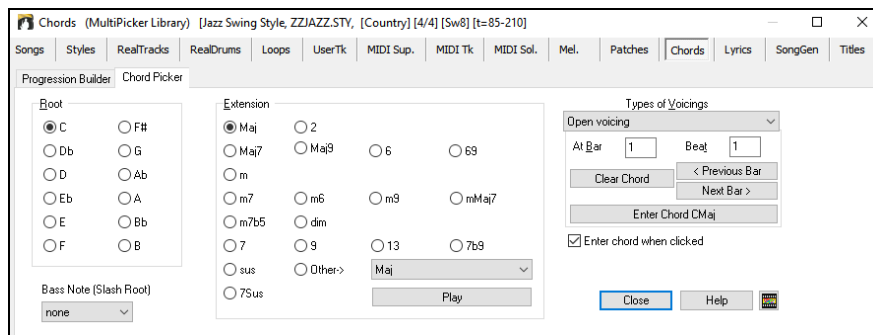 Chords (MultiPicker Library) [Jazz Swing Style, ZZJAZZ.STY, [Country] [4/4] [Sw8] [t=85-210]
Songs Styles RealTracks RealDrums Loops UserTk MIDI Sup. MIDI Tk MIDI Sol. Mel. Patches Chords Lyrics SongGen Titles
Progression Builder Chord Picker
Root
C F#
Db G
D Ab
Eb A
E Bb
F B
Bass Note (Slash Root)
none
Extension
Maj 2
Maj7 Maj9 6 69
m
m7 m6 m9 mMaj7
m7b5 dim
7 9 13 7b9
sus Other-> Maj
7Sus Play
Types of Voicings
Open voicing
At Bar 1 Beat 1
Clear Chord < Previous Bar
Next Bar >
Enter Chord CMaj
Enter chord when clicked
Close Help